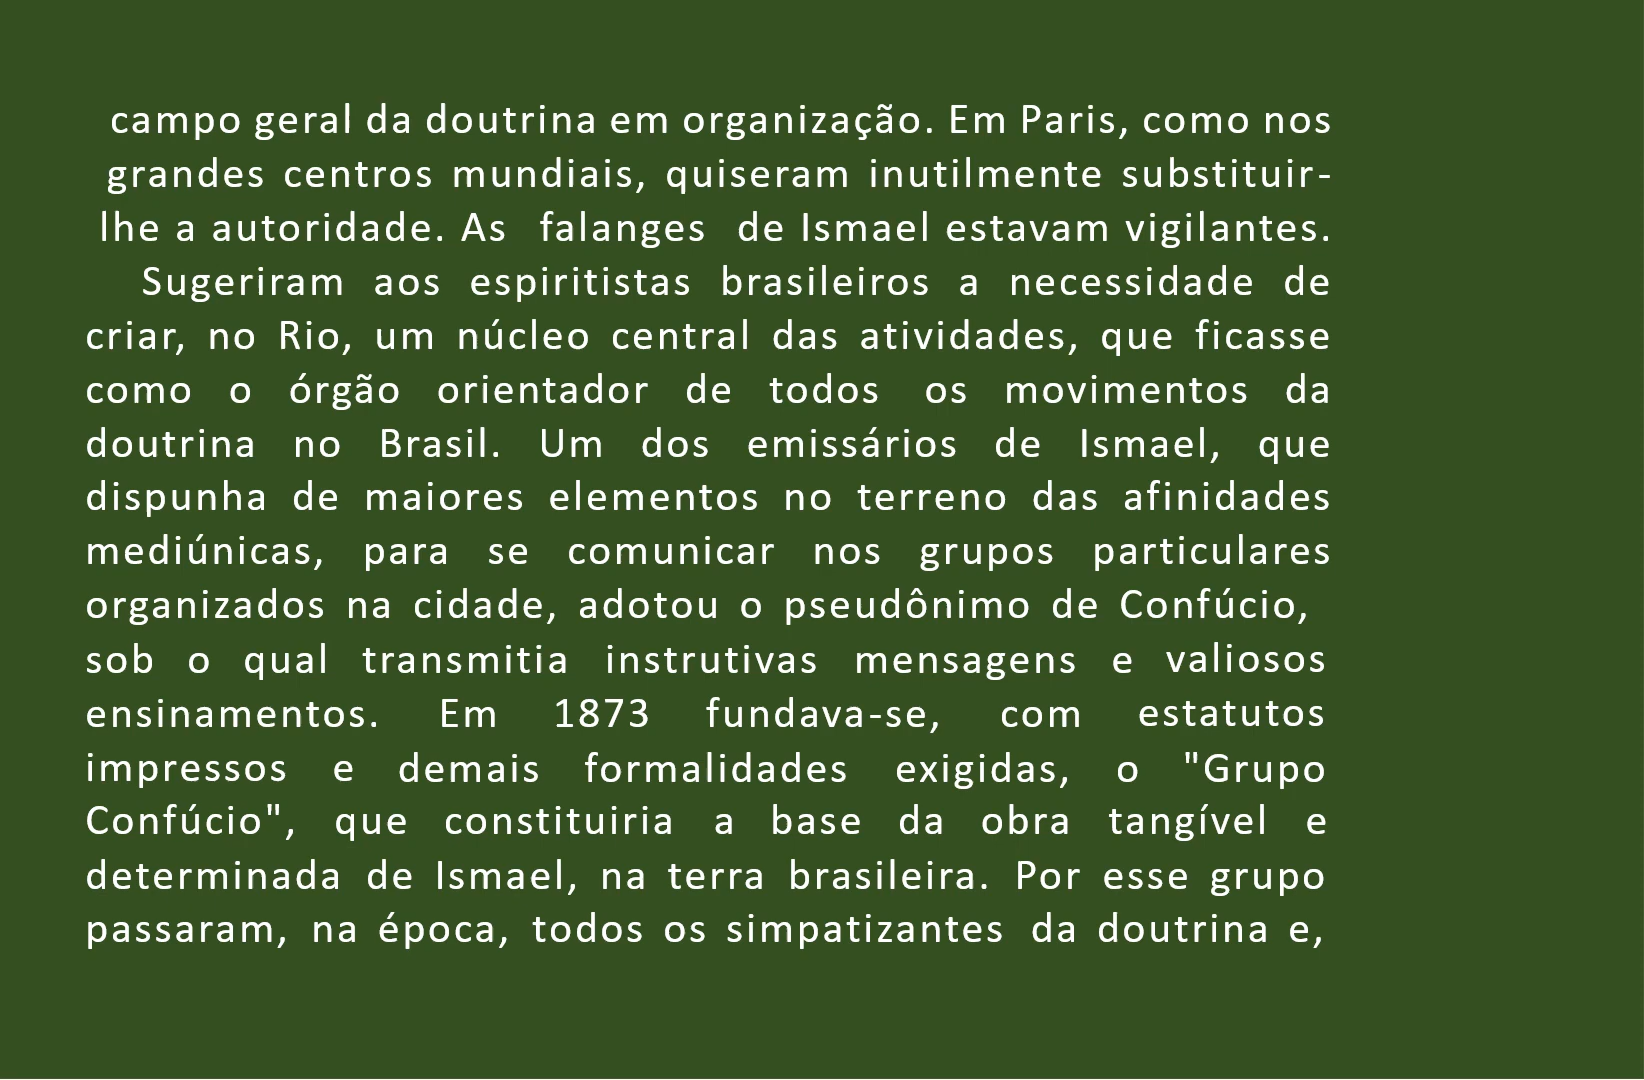 campo geral da doutrina em organização. Em Paris, como nos
grandes centros mundiais, quiseram inutilmente substituir-
lhe a autoridade. As falanges de Ismael estavam vigilantes.
Sugeriram aos espiritistas brasileiros a necessidade de
criar, no Rio, um núcleo central das atividades, que ficasse
como o órgão orientador de todos os movimentos da
doutrina no Brasil. Um dos emissários de Ismael, que
dispunha de maiores elementos no terreno das afinidades
mediúnicas, para se comunicar nos grupos particulares
organizados na cidade, adotou o pseudônimo de Confúcio,
sob o qual transmitia instrutivas mensagens e valiosos
ensinamentos. Em 1873 fundava-se, com estatutos
impressos e demais formalidades exigidas, o "Grupo
Confúcio", que constituiria a base da obra tangível e
determinada de Ismael, na terra brasileira. Por esse grupo
passaram, na época, todos os simpatizantes da doutrina e,